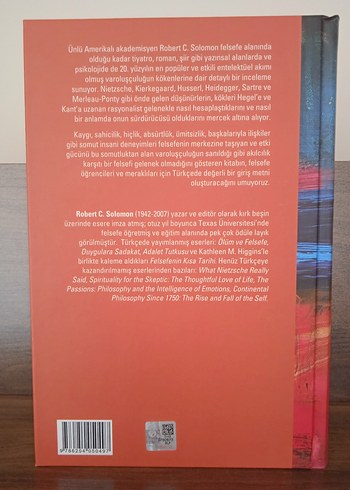 Ünlü Amerikalı akademisyen Robert C. Solomon felsefe alanında
olduğu kadar tiyatro, roman, şiir gibi yazınsal alanlarda ve
psikolojide de 20. yüzyılın en popüler ve etkili entelektüel akımı
olmuş varoluşçuluğun kökenlerine dair detaylı bir inceleme
sunuyor. Nietzsche, Kierkegaard, Husserl, Heidegger, Sartre ve
Merleau-Ponty gibi önde gelen düşünürlerin, kökleri Hegel'e ve
Kant'a uzanan rasyonalist gelenekle nasıl hesaplaştıklarını ve nasıl
bir anlamda onun sürdürücüsü olduklarını mercek altına alıyor.
Kaygı, sahicilik, hiçlik, absürtlük, ümitsizlik, başkalarıyla ilişkiler
gibi somut insani deneyimleri felsefenin merkezine taşıyan ve etki
gücünü bu somutluktan alan varoluşçuluğun sanıldığı gibi akılcılık
karşıtı bir felsefi gelenek olmadığını gösteren kitabın, felsefe
öğrencileri ve meraklıları için Türkçede değerli bir giriş metni
oluşturacağını umuyoruz.
Robert C. Solomon (1942-2007) yazar ve editör olarak kırk beşin
üzerinde esere imza atmış; otuz yıl boyunca Texas Üniversitesi'nde
felsefe öğretmiş ve eğitim alanında pek çok ödüle layık
görülmüştür. Türkçede yayımlanmış eserleri: Ölüm ve Felsefe,
Duygulara Sadakat, Adalet Tutkusu ve Kathleen M. Higgins'le
birlikte kaleme aldıkları Felsefenin Kısa Tarihi. Henüz Türkçeye
kazandırılmamış eserlerinden bazıları: What Nietzsche Really
Said, Spirituality for the Skeptic: The Thoughtful Love of Life, The
Passions: Philosophy and the Intelligence of Emotions, Continental
Philosophy Since 1750: The Rise and Fall of the Self.
9 786254 050497